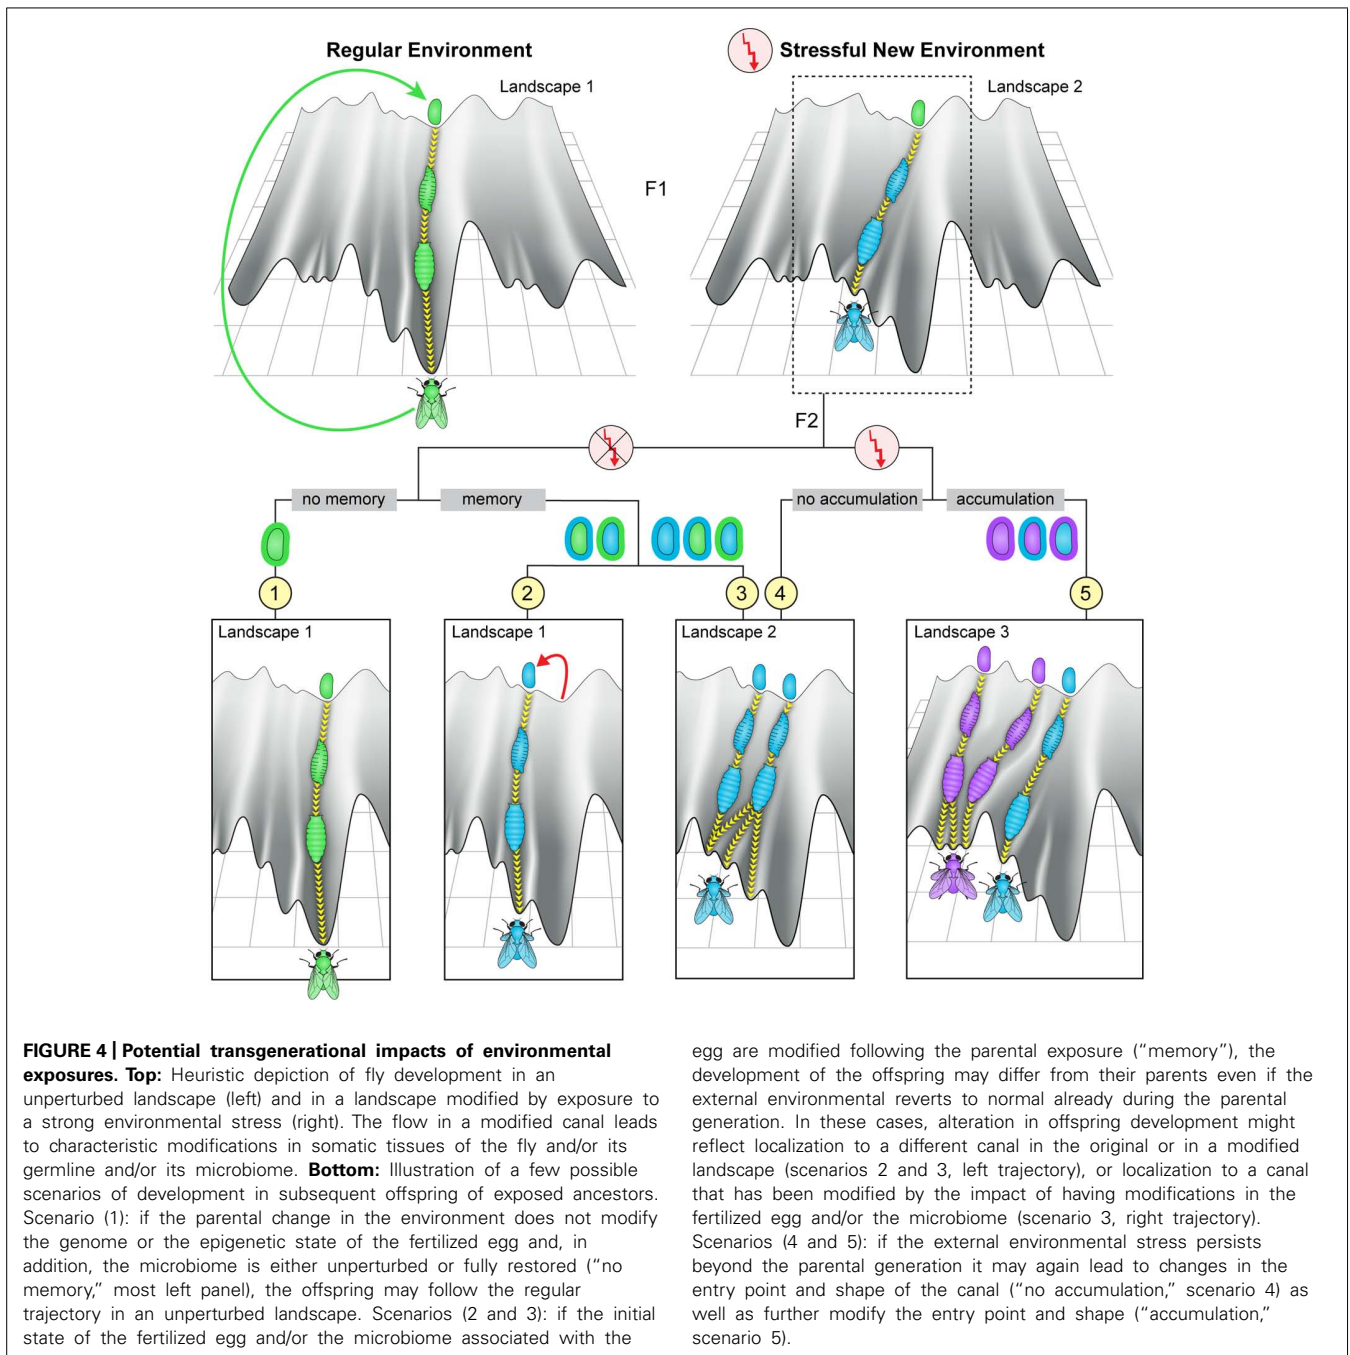 Regular Environment
Stressful New Environment
Landscape 1
Landscape 2
F1
F2
no memory
memory
no accumulation
accumulation
1
2
3
4
5
Landscape 1
Landscape 1
Landscape 2
Landscape 3
FIGURE 4 | Potential transgenerational impacts of environmental
exposures. Top: Heuristic depiction of fly development in an
unperturbed landscape (left) and in a landscape modified by exposure to
a strong environmental stress (right). The flow in a modified canal leads
to characteristic modifications in somatic tissues of the fly and/or its
germline and/or its microbiome. Bottom: Illustration of a few possible
scenarios of development in subsequent offspring of exposed ancestors.
Scenario (1): if the parental change in the environment does not modify
the genome or the epigenetic state of the fertilized egg and, in
addition, the microbiome is either unperturbed or fully restored (“no
memory,” most left panel), the offspring may follow the regular
trajectory in an unperturbed landscape. Scenarios (2 and 3): if the initial
state of the fertilized egg and/or the microbiome associated with the
egg are modified following the parental exposure (“memory”), the
development of the offspring may differ from their parents even if the
external environmental reverts to normal already during the parental
generation. In these cases, alteration in offspring development might
reflect localization to a different canal in the original or in a modified
landscape (scenarios 2 and 3, left trajectory), or localization to a canal
that has been modified by the impact of having modifications in the
fertilized egg and/or the microbiome (scenario 3, right trajectory).
Scenarios (4 and 5): if the external environmental stress persists
beyond the parental generation it may again lead to changes in the
entry point and shape of the canal (“no accumulation,” scenario 4) as
well as further modify the entry point and shape (“accumulation,”
scenario 5).